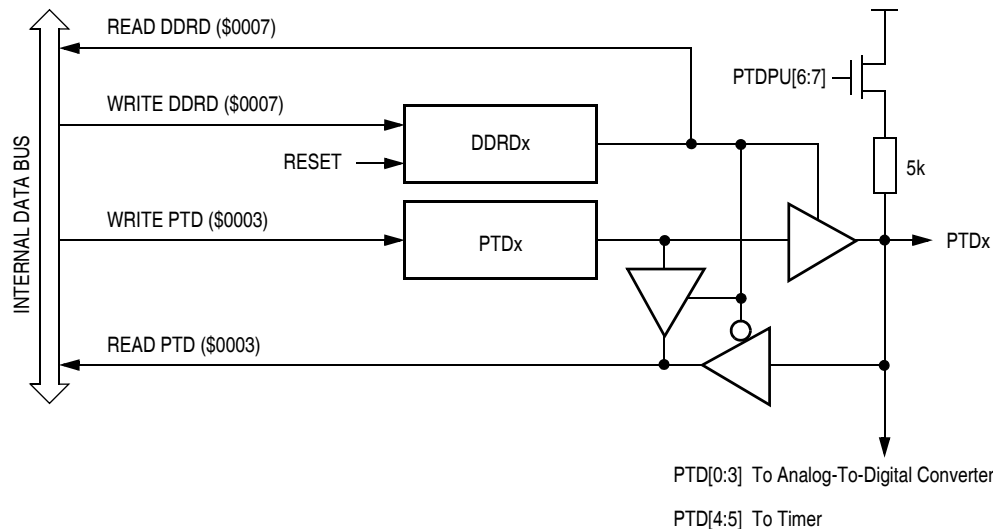 READ DDRD ($0007)
PTDPU[6:7]
WRITE DDRD ($0007)
DDRDx
RESET
5k
INTERNAL DATA BUS
WRITE PTD ($0003)
PTDx
PTDx
READ PTD ($0003)
PTD[0:3] To Analog-To-Digital Converter
PTD[4:5] To Timer